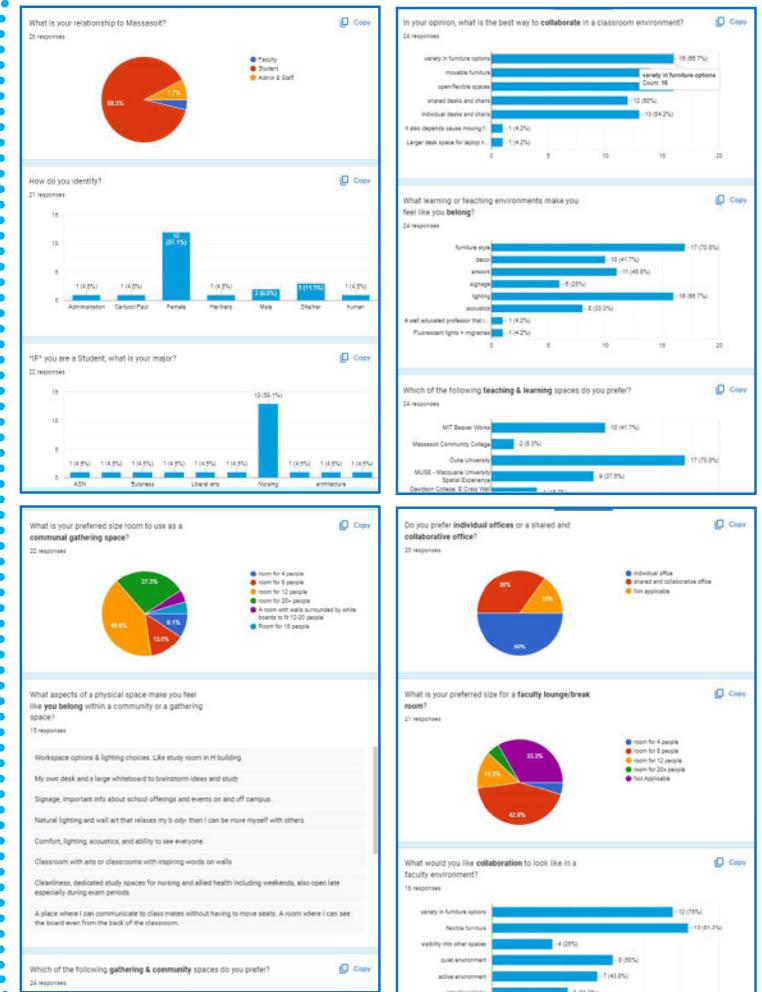 What is your relationship to Massasoit?
Copy
26 responses
Faculty
Student
Admin & Staff
88.5%
7.7%
How do you identify?
Copy
21 responses
15
10
5
0
1 (4.8%)
1 (4.8%)
12 (57.1%)
1 (4.8%)
2 (9.5%)
3 (14.3%)
1 (4.8%)
Administration
Carlucci Paul
Female
Her/hers
Male
She/her
human
*IF* you are a Student, what is your major?
Copy
22 responses
15
10
5
0
1 (4.5%)
1 (4.5%)
1 (4.5%)
1 (4.5%)
13 (59.1%)
1 (4.5%)
1 (4.5%)
1 (4.5%)
ASN
Business
Liberal arts
Nursing
architecture
In your opinion, what is the best way to collaborate in a classroom environment?
Copy
24 responses
variety in furniture options
16 (66.7%)
movable furniture
variety in furniture options
Count: 16
open/flexible spaces
shared desks and chairs
12 (50%)
individual desks and chairs
13 (54.2%)
It also depends cause moving f...
1 (4.2%)
Larger desk space for laptop n...
1 (4.2%)
0
5
10
15
20
What learning or teaching environments make you
feel like you belong?
Copy
24 responses
furniture style
17 (70.8%)
decor
10 (41.7%)
artwork
11 (45.8%)
signage
6 (25%)
lighting
16 (66.7%)
acoustics
8 (33.3%)
A well educated professor that i...
1 (4.2%)
Fluorescent lights = migraines
1 (4.2%)
0
5
10
15
20
Which of the following teaching & learning spaces do you prefer?
Copy
24 responses
MIT Beaver Works
10 (41.7%)
Massasoit Community College
2 (8.3%)
Duke University
17 (70.8%)
MUSE - Macquarie University
Spatial Experience
9 (37.5%)
Davidson College, E Craig Wall
What is your preferred size room to use as a
communal gathering space?
Copy
22 responses
room for 4 people
room for 8 people
room for 12 people
room for 20+ people
A room with walls surrounded by white
boards to fit 12-20 people
Room for 16 people
27.3%
40.9%
13.6%
9.1%
What aspects of a physical space make you feel
like you belong within a community or a gathering
space?
Copy
15 responses
Workspace options & lighting choices. Like study room in H building.
My own desk and a large whiteboard to brainstorm ideas and study
Signage, important info about school offerings and events on and off campus.
Natural lighting and wall art that relaxes my b ody- then I can be more myself with others
Comfort, lighting, acoustics, and ability to see everyone.
Classroom with arts or classrooms with inspiring words on walls
Cleanliness, dedicated study spaces for nursing and allied health including weekends, also open late
especially during exam periods
A place where I can communicate to class mates without having to move seats. A room where I can see
the board even from the back of the classroom.
Which of the following gathering & community spaces do you prefer?
Copy
24 responses
Do you prefer individual offices or a shared and
collaborative office?
Copy
20 responses
individual office
shared and collaborative office
Not applicable
35%
15%
50%
What is your preferred size for a faculty lounge/break
room?
Copy
21 responses
room for 4 people
room for 8 people
room for 12 people
room for 20+ people
Not Applicable
33.3%
14.3%
42.9%
What would you like collaboration to look like in a
faculty environment?
Copy
16 responses
variety in furniture options
12 (75%)
flexible furniture
13 (81.3%)
visibility into other spaces
4 (25%)
quiet environment
8 (50%)
active environment
7 (43.8%)